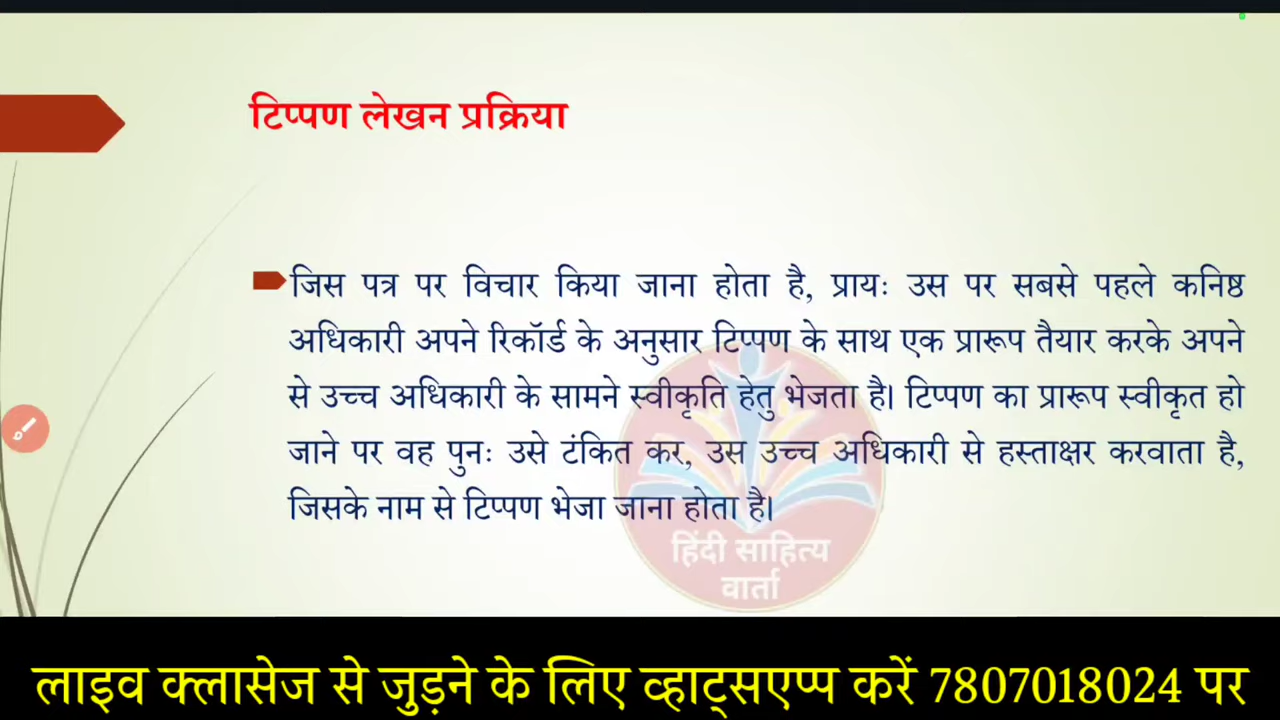 टिप्पण लेखन प्रक्रिया
जिस पत्र पर विचार किया जाना होता है, प्रायः उस पर सबसे पहले कनिष्ठ
अधिकारी अपने रिकॉर्ड के अनुसार टिप्पण के साथ एक प्रारूप तैयार करके अपने
से उच्च अधिकारी के सामने स्वीकृति हेतु भेजता है। टिप्पण का प्रारूप स्वीकृत हो
जाने पर वह पुनः उसे टंकित कर, उस उच्च अधिकारी से हस्ताक्षर करवाता है,
जिसके नाम से टिप्पण भेजा जाना होता है।
हिंदी साहित्य
वार्ता
लाइव क्लासेज से जुड़ने के लिए व्हाट्सएप्प करें 7807018024 पर